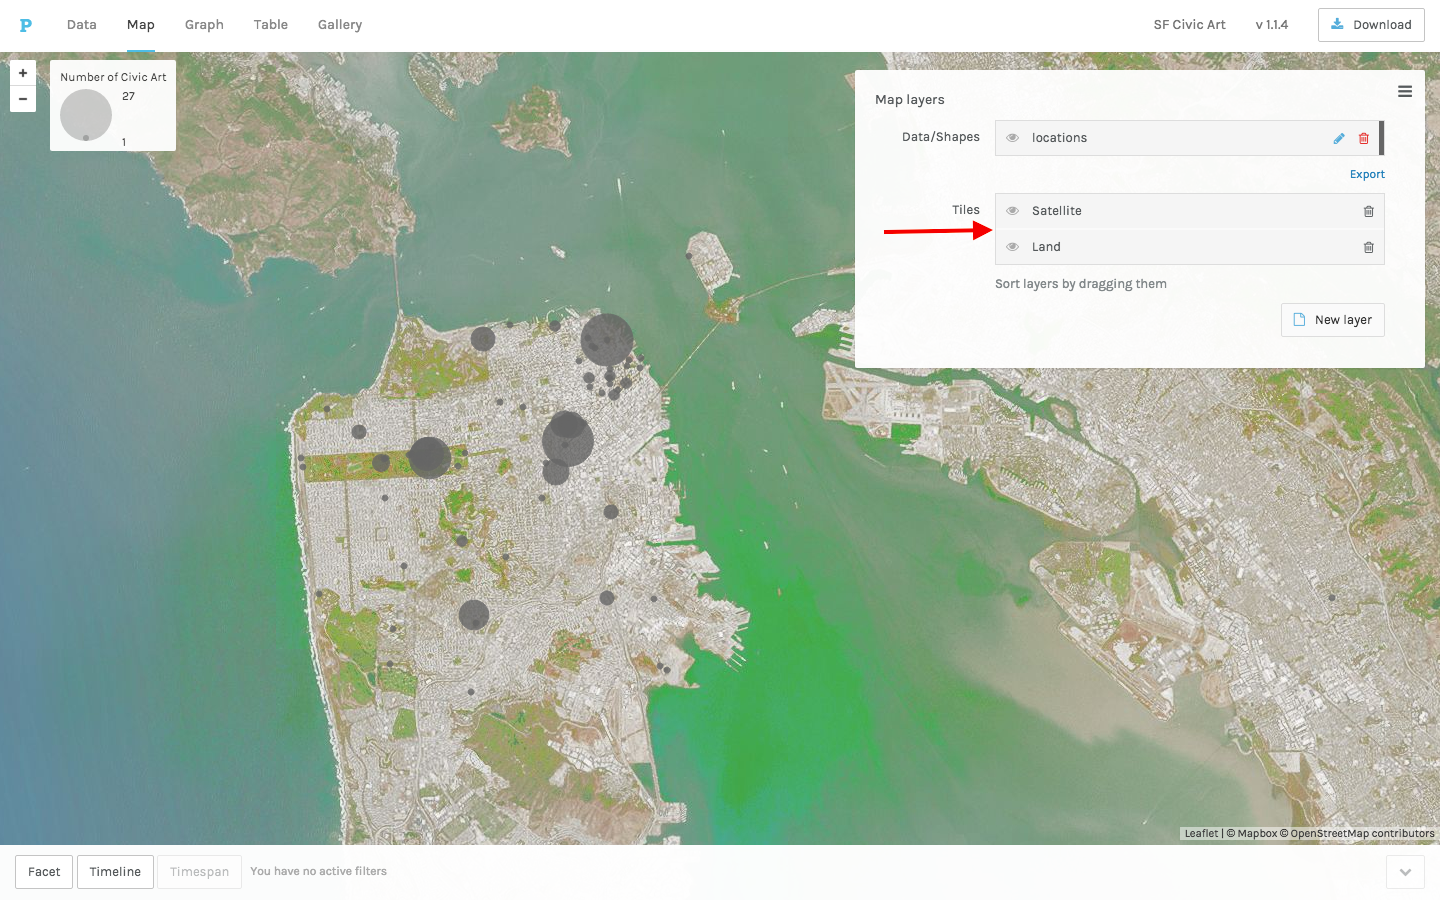 P Data Map Graph Table Gallery SF Civic Art v 1.1.4 Download
+
−
Number of Civic Art
27
1
Map layers
Data/Shapes locations
Export
Tiles Satellite
Land
Sort layers by dragging them
New layer
Leaflet | © Mapbox © OpenStreetMap contributors
Facet Timeline Timespan You have no active filters